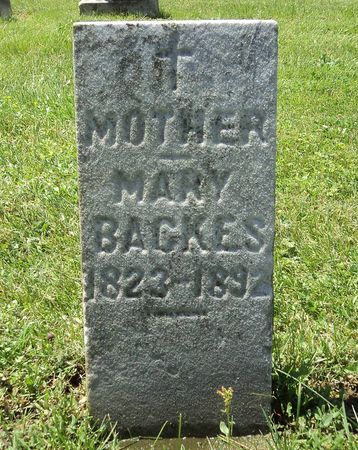 MOTHER
MARY
BACKES
1823-1892